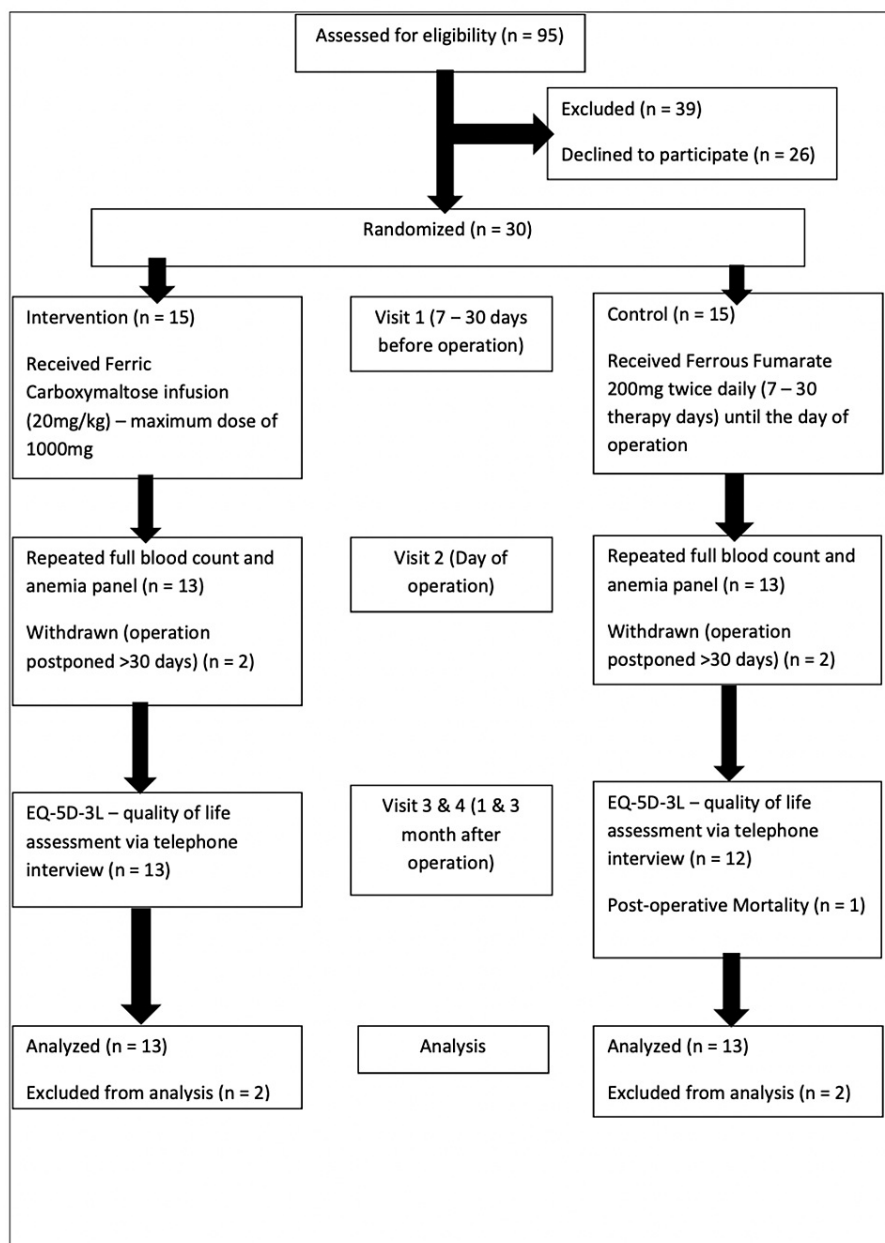 Assessed for eligibility (n = 95)
Excluded (n = 39)
Declined to participate (n = 26)
Randomized (n = 30)
Intervention (n = 15)
Received Ferric
Carboxymaltose infusion
(20mg/kg) – maximum dose of
1000mg
Visit 1 (7 – 30 days
before operation)
Control (n = 15)
Received Ferrous Fumarate
200mg twice daily (7 – 30
therapy days) until the day of
operation
Repeated full blood count and
anemia panel (n = 13)
Withdrawn (operation
postponed >30 days) (n = 2)
Visit 2 (Day of
operation)
Repeated full blood count and
anemia panel (n = 13)
Withdrawn (operation
postponed >30 days) (n = 2)
EQ-5D-3L – quality of life
assessment via telephone
interview (n = 13)
Visit 3 & 4 (1 & 3
month after
operation)
EQ-5D-3L – quality of life
assessment via telephone
interview (n = 12)
Post-operative Mortality (n = 1)
Analyzed (n = 13)
Excluded from analysis (n = 2)
Analysis
Analyzed (n = 13)
Excluded from analysis (n = 2)